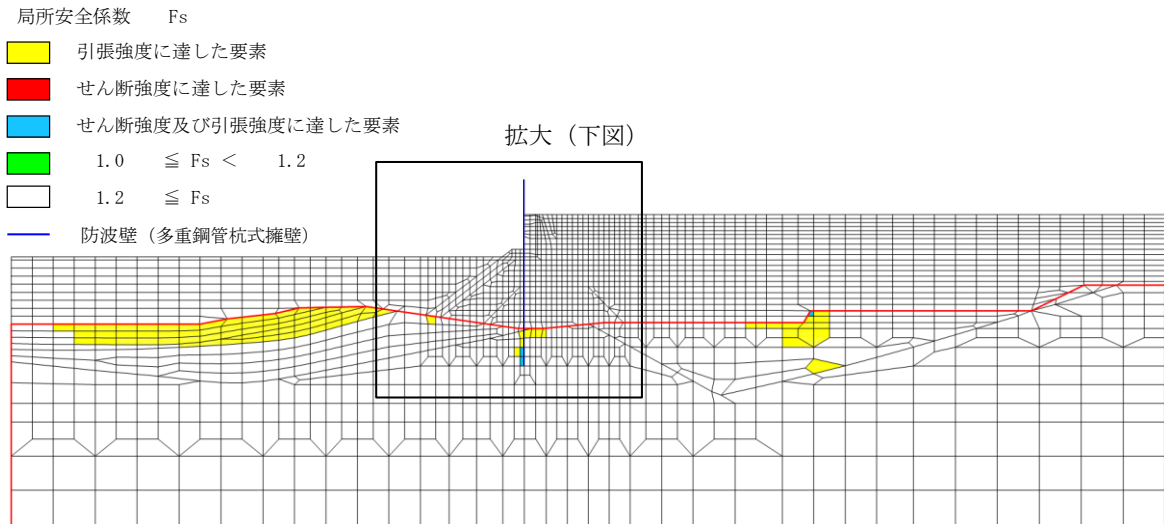 局所安全係数 Fs
引張強度に達した要素
せん断強度に達した要素
せん断強度及び引張強度に達した要素
1.0 ≦ Fs < 1.2
1.2 ≦ Fs
防波壁（多重鋼管杭式擁壁）
拡大（下図）